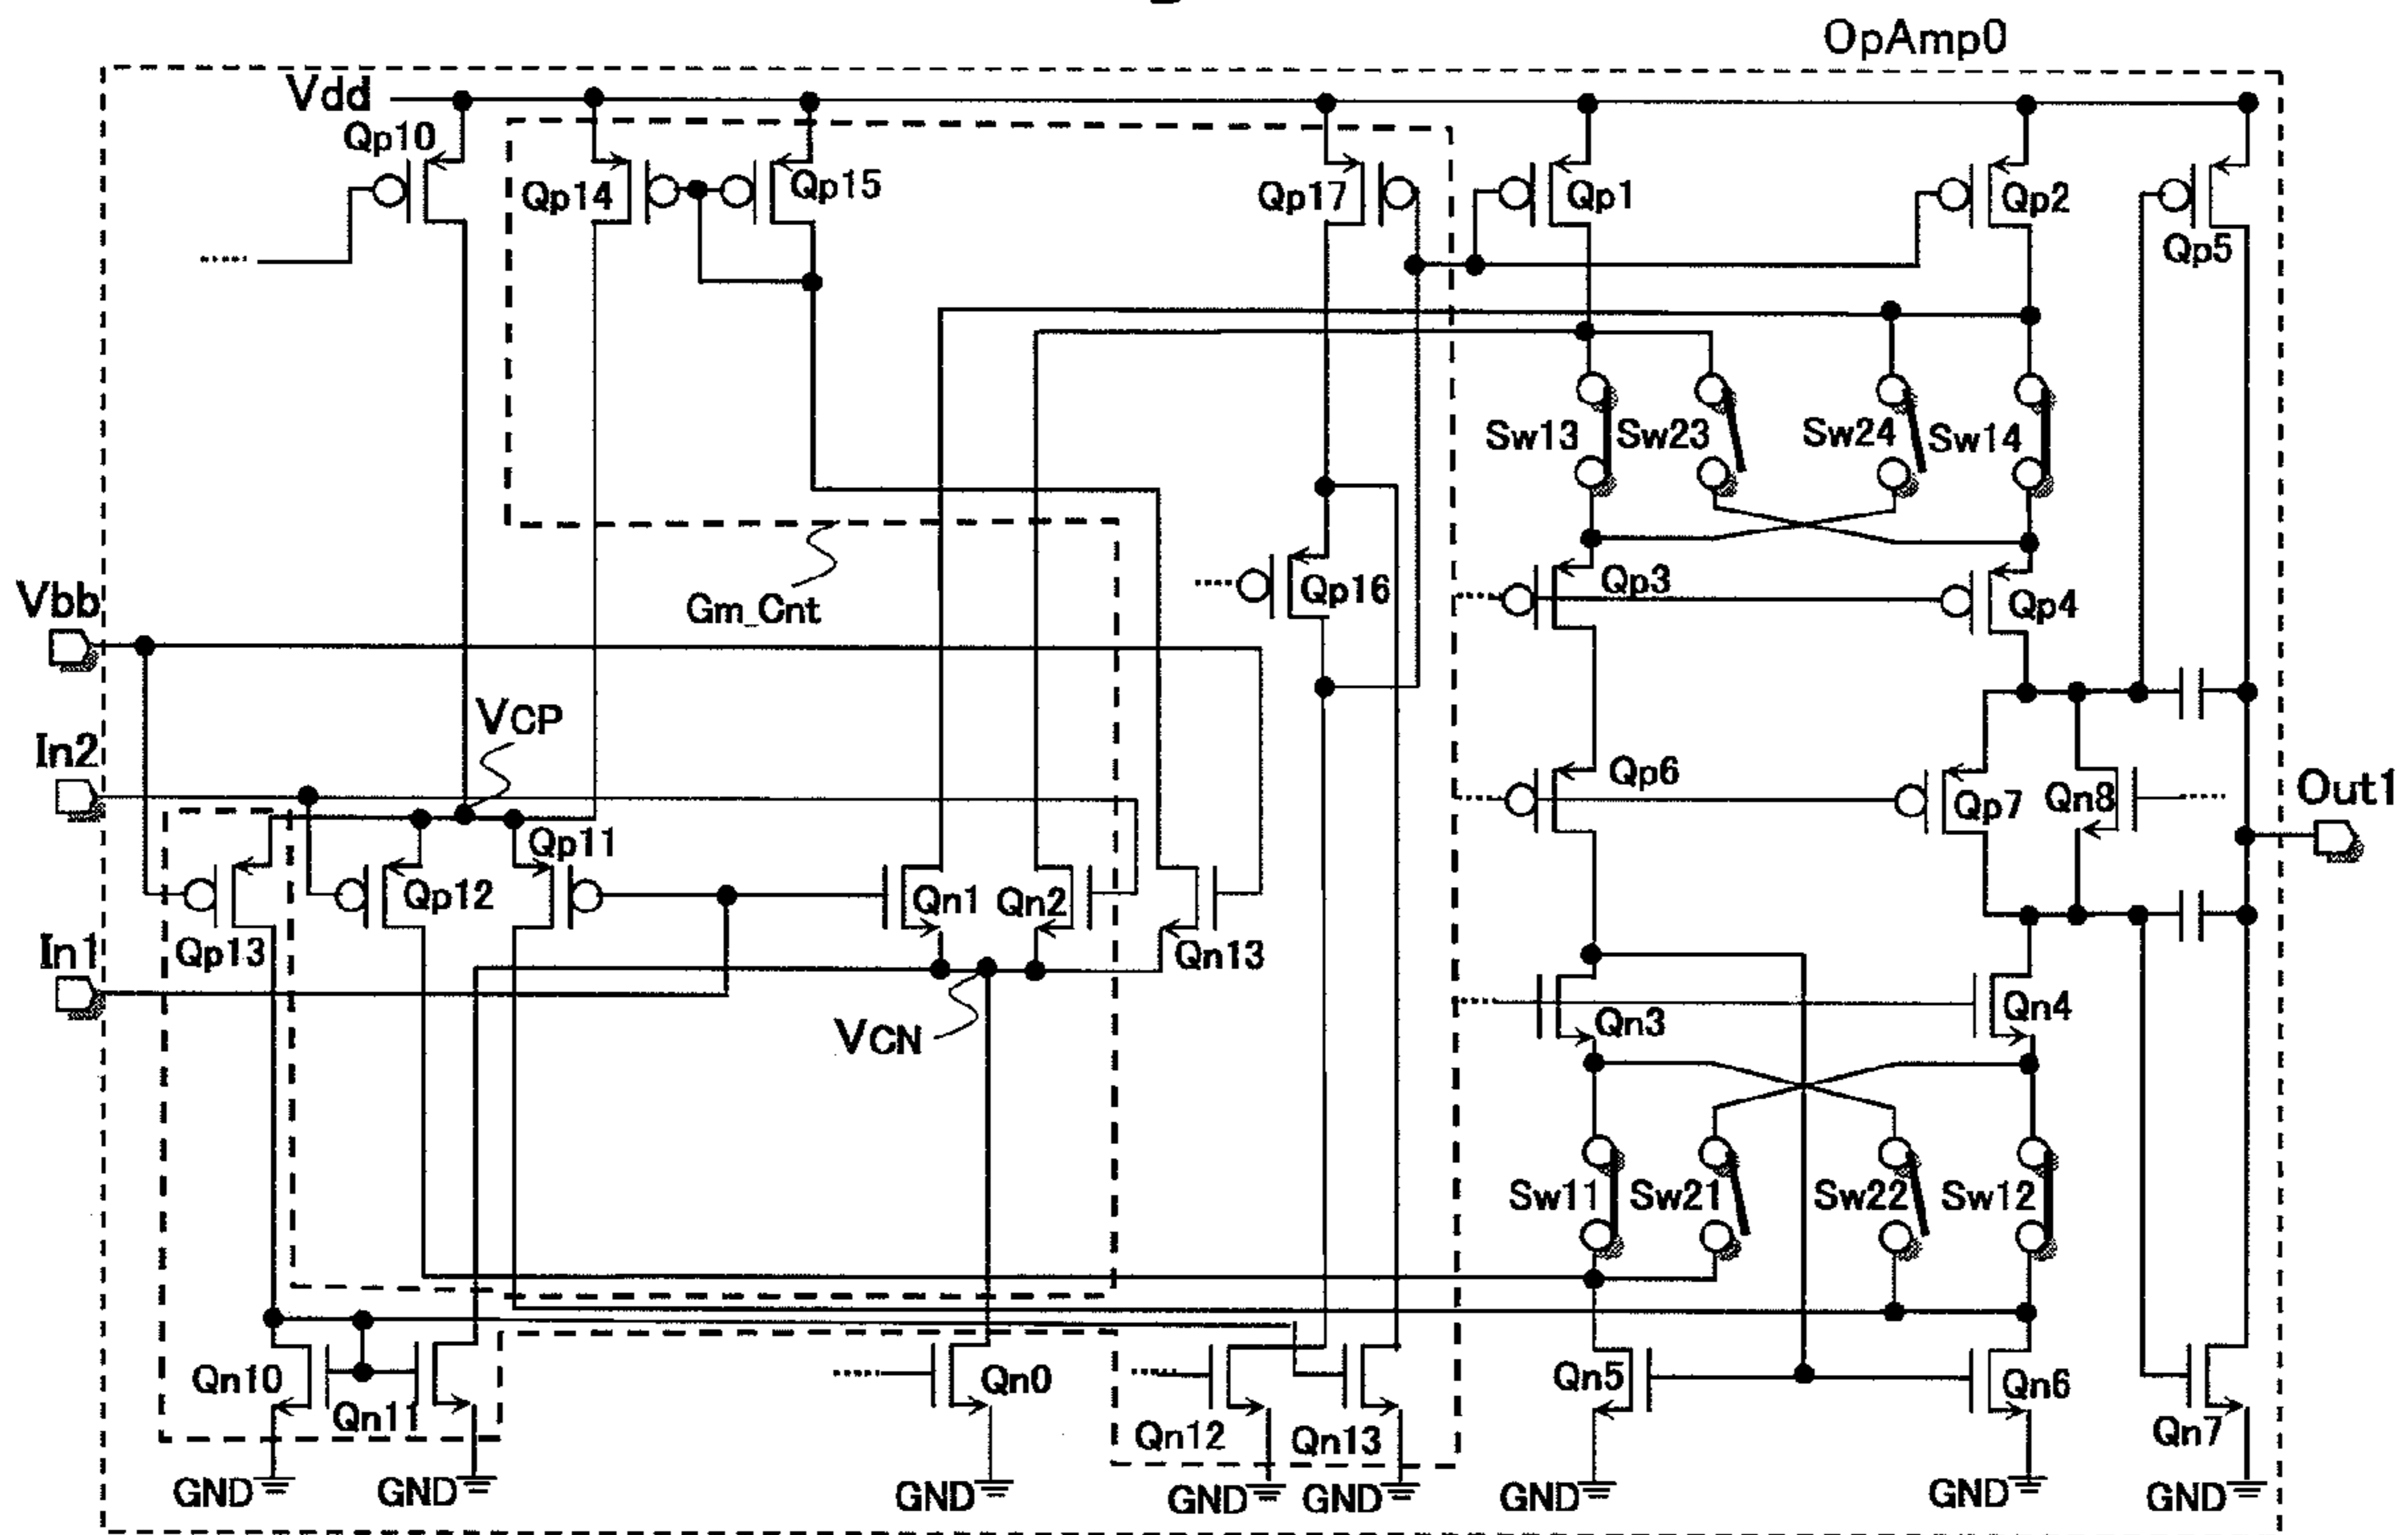 OpAmp0
Vdd
Qp10
Qp14
Qp15
Qp17
Qp1
Qp2
Qp5
Sw13
Sw23
Sw24
Sw14
Gm_Cnt
Qp16
Qp3
Qp4
Vbb
VCP
In2
Qp6
Qp7
Qn8
Out1
Qp11
Qp12
Qn1
Qn2
Qp13
Qn13
In1
VCN
Qn3
Qn4
Sw11
Sw21
Sw22
Sw12
Qn10
Qn11
Qn0
Qn12
Qn13
Qn5
Qn6
Qn7
GND
GND
GND
GND
GND
GND
GND
GND